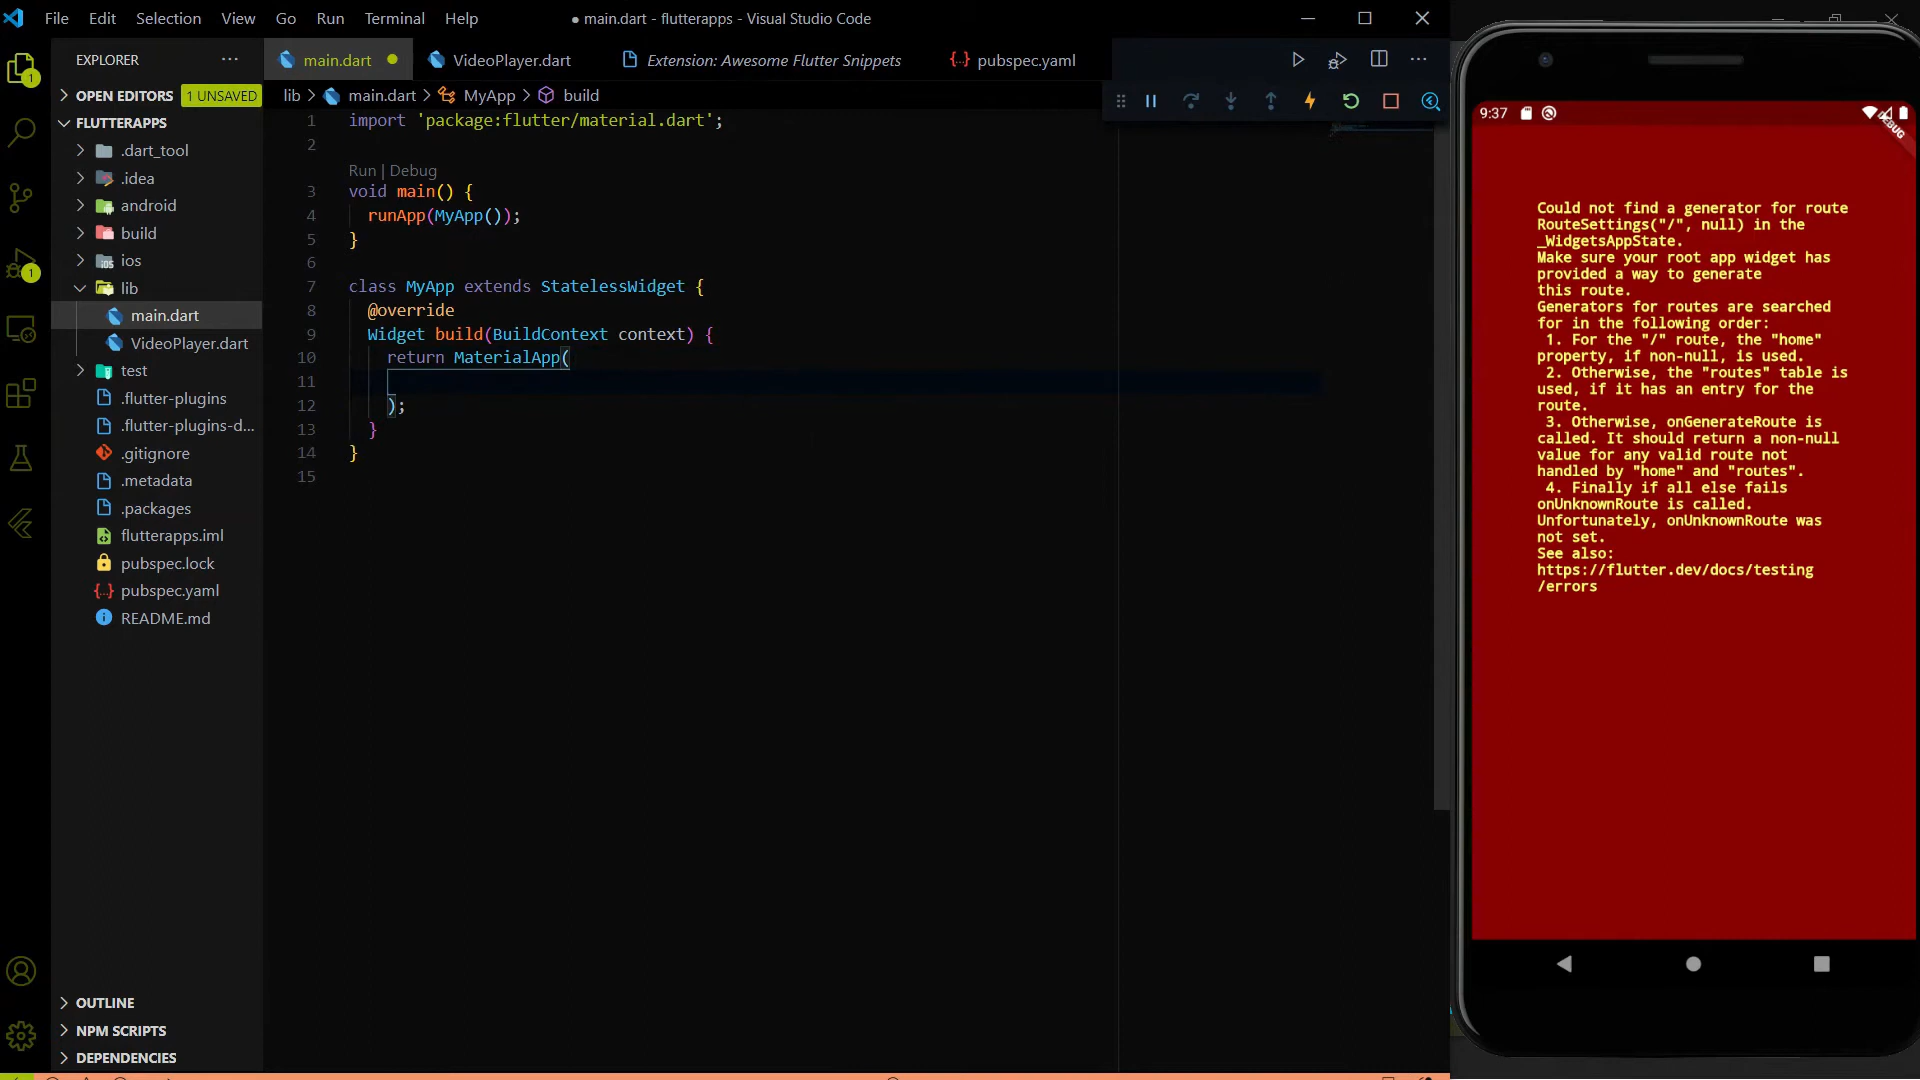 File Edit Selection View Go Run Terminal Help
● main.dart - flutterapps - Visual Studio Code
EXPLORER
OPEN EDITORS 1 UNSAVED
FLUTTERAPPS
.dart_tool
.idea
android
build
ios
lib
main.dart
VideoPlayer.dart
test
.flutter-plugins
.flutter-plugins-d...
.gitignore
.metadata
.packages
flutterapps.iml
pubspec.lock
pubspec.yaml
README.md
OUTLINE
NPM SCRIPTS
DEPENDENCIES
1
1
main.dart
VideoPlayer.dart
Extension: Awesome Flutter Snippets
pubspec.yaml
lib > main.dart > MyApp > build
1 import 'package:flutter/material.dart';
2
Run | Debug
3 void main() {
4 runApp(MyApp());
5 }
6
7 class MyApp extends StatelessWidget {
8 @override
9 Widget build(BuildContext context) {
10 return MaterialApp(
11
12 );
13 }
14 }
15
9:37
DEBUG
Could not find a generator for route
RouteSettings("/", null) in the
_WidgetsAppState.
Make sure your root app widget has
provided a way to generate
this route.
Generators for routes are searched
for in the following order:
1. For the "/" route, the "home"
property, if non-null, is used.
2. Otherwise, the "routes" table is
used, if it has an entry for the
route.
3. Otherwise, onGenerateRoute is
called. It should return a non-null
value for any valid route not
handled by "home" and "routes".
4. Finally if all else fails
onUnknownRoute is called.
Unfortunately, onUnknownRoute was
not set.
See also:
https://flutter.dev/docs/testing
/errors